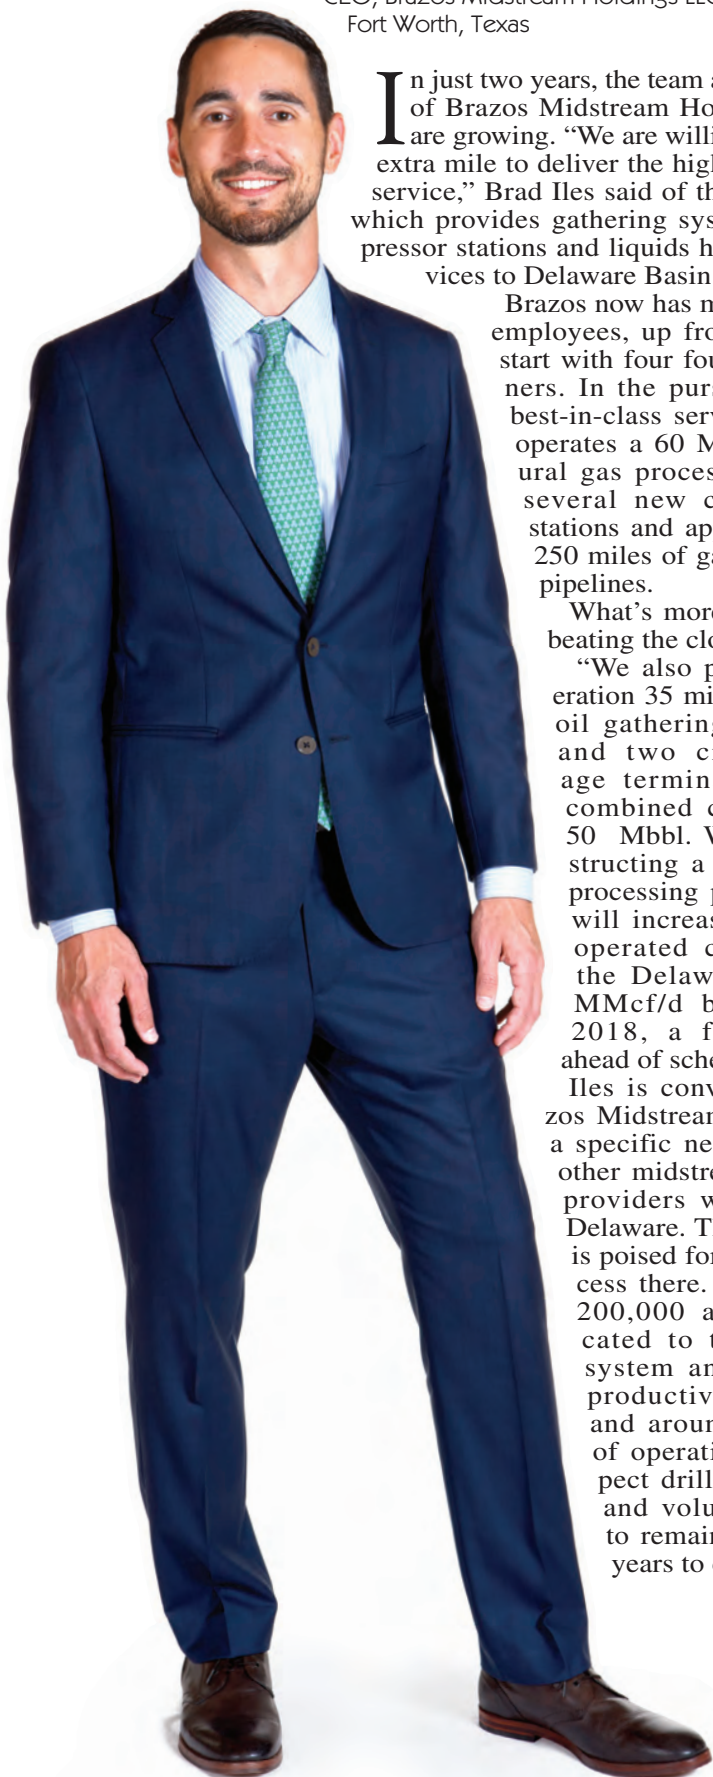 CEO, Brazos Midstream Holdings LLC
Fort Worth, Texas
In just two years, the team a
of Brazos Midstream Ho
are growing. “We are willi
extra mile to deliver the high
service,” Brad Iles said of th
which provides gathering sys
pressor stations and liquids h
vices to Delaware Basin
Brazos now has m
employees, up fro
start with four fou
ners. In the purs
best-in-class serv
operates a 60 M
ural gas proces
several new c
stations and ap
250 miles of ga
pipelines.
What’s more
beating the clo
“We also p
eration 35 mi
oil gathering
and two c
age termin
combined c
50 Mbbl. W
structing a
processing p
will increas
operated c
the Delaw
MMcf/d b
2018, a f
ahead of sche
Iles is conv
zos Midstream
a specific ne
other midstre
providers w
Delaware. T
is poised for
cess there.
200,000 a
cated to t
system an
productiv
and aroun
of operati
pect drill
and volu
to remain
years to